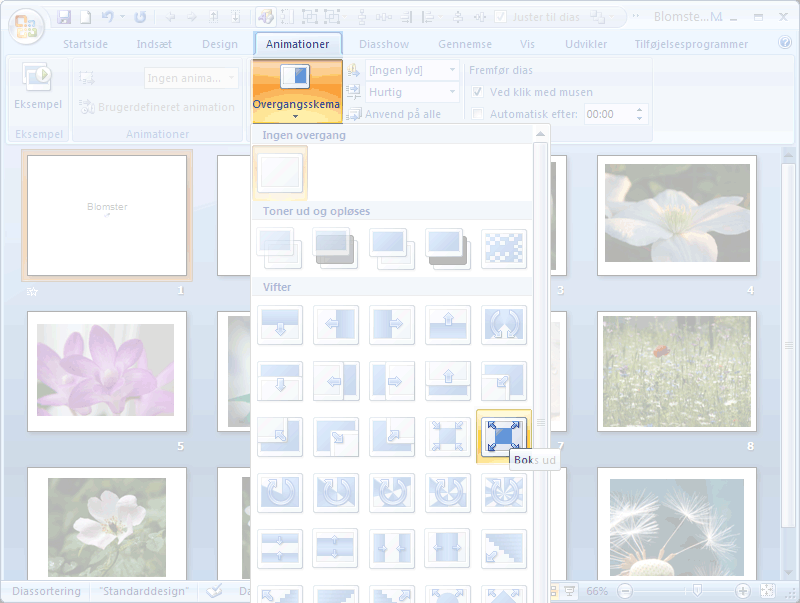 Juster til dias
Blomste...M
Startside Indsæt Design Animationer Diasshow Gennemse Vis Udvikler Tilføjelsesprogrammer
Eksempel
Ingen anima...
Brugerdefineret animation
Eksempel
Animationer
Overgangsskema
[Ingen lyd]
Hurtig
Anvend på alle
Fremfør dias
Ved klik med musen
Automatisk efter: 00:00
Ingen overgang
Toner ud og opløses
Vifter
Boks ud
Blomster
1
3
4
5
7
8
Diassortering "Standarddesign" Da
66%